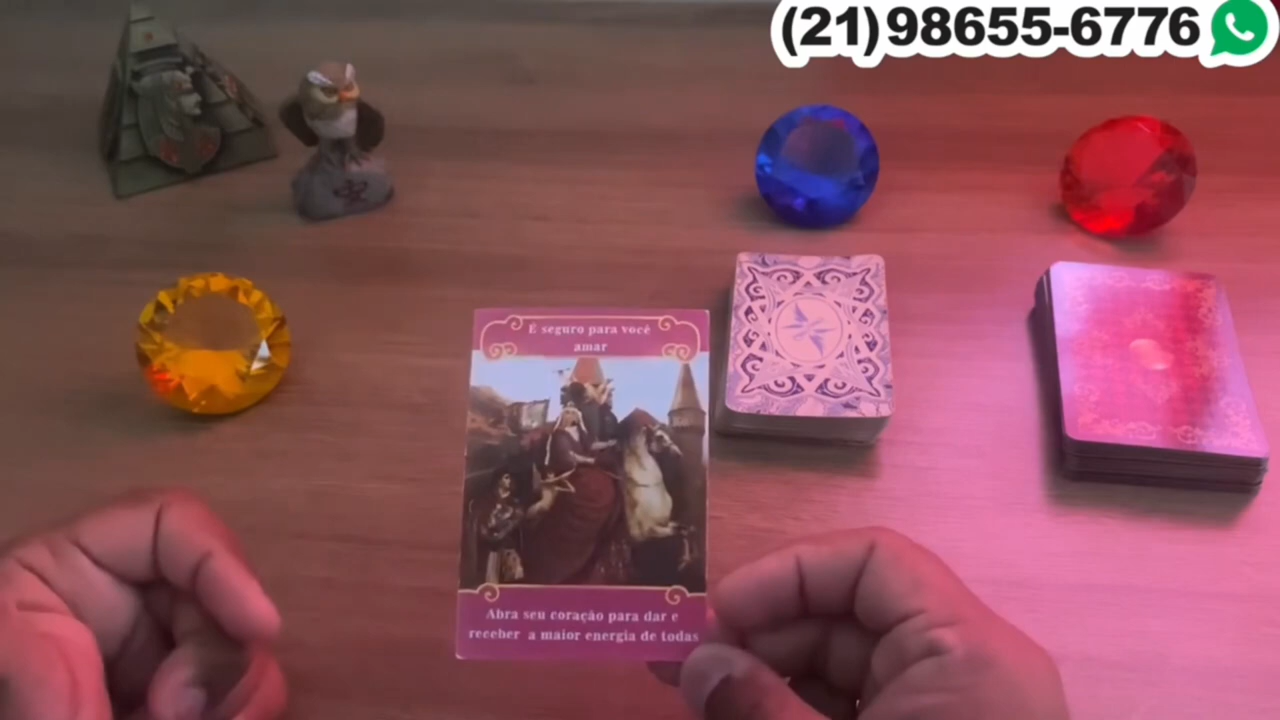 (21)98655-6776
É seguro para você
amar
Abra seu coração para dar e
receber a maior energia de todas